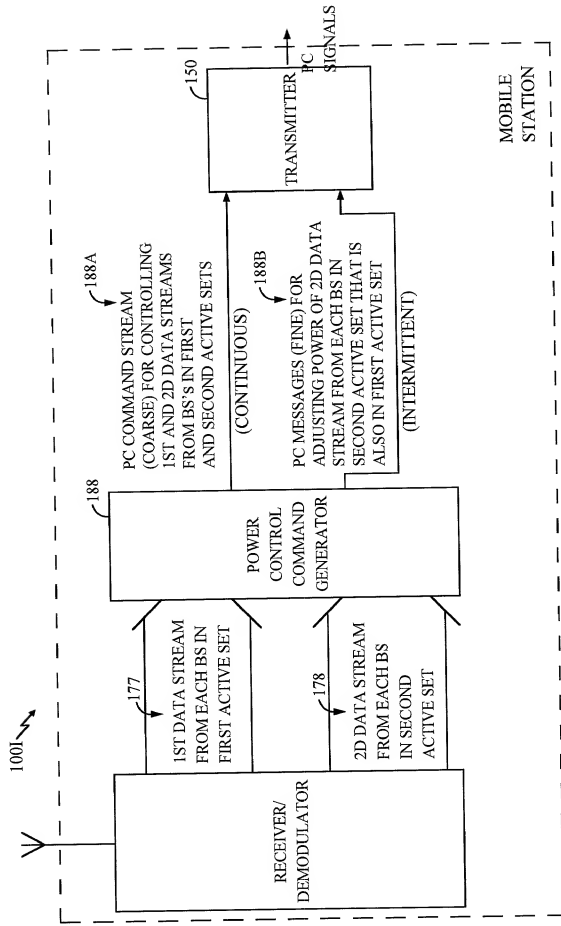 100I
RECEIVER/
DEMODULATOR
177
1ST DATA STREAM
FROM EACH BS IN
FIRST ACTIVE SET
178
2D DATA STREAM
FROM EACH BS
IN SECOND
ACTIVE SET
188
POWER
CONTROL
COMMAND
GENERATOR
188A
PC COMMAND STREAM
(COARSE) FOR CONTROLLING
1ST AND 2D DATA STREAMS
FROM BS's IN FIRST
AND SECOND ACTIVE SETS
(CONTINUOUS)
188B
PC MESSAGES (FINE) FOR
ADJUSTING POWER OF 2D DATA
STREAM FROM EACH BS IN
SECOND ACTIVE SET THAT IS
ALSO IN FIRST ACTIVE SET
(INTERMITTENT)
150
TRANSMITTER
PC
SIGNALS
MOBILE
STATION